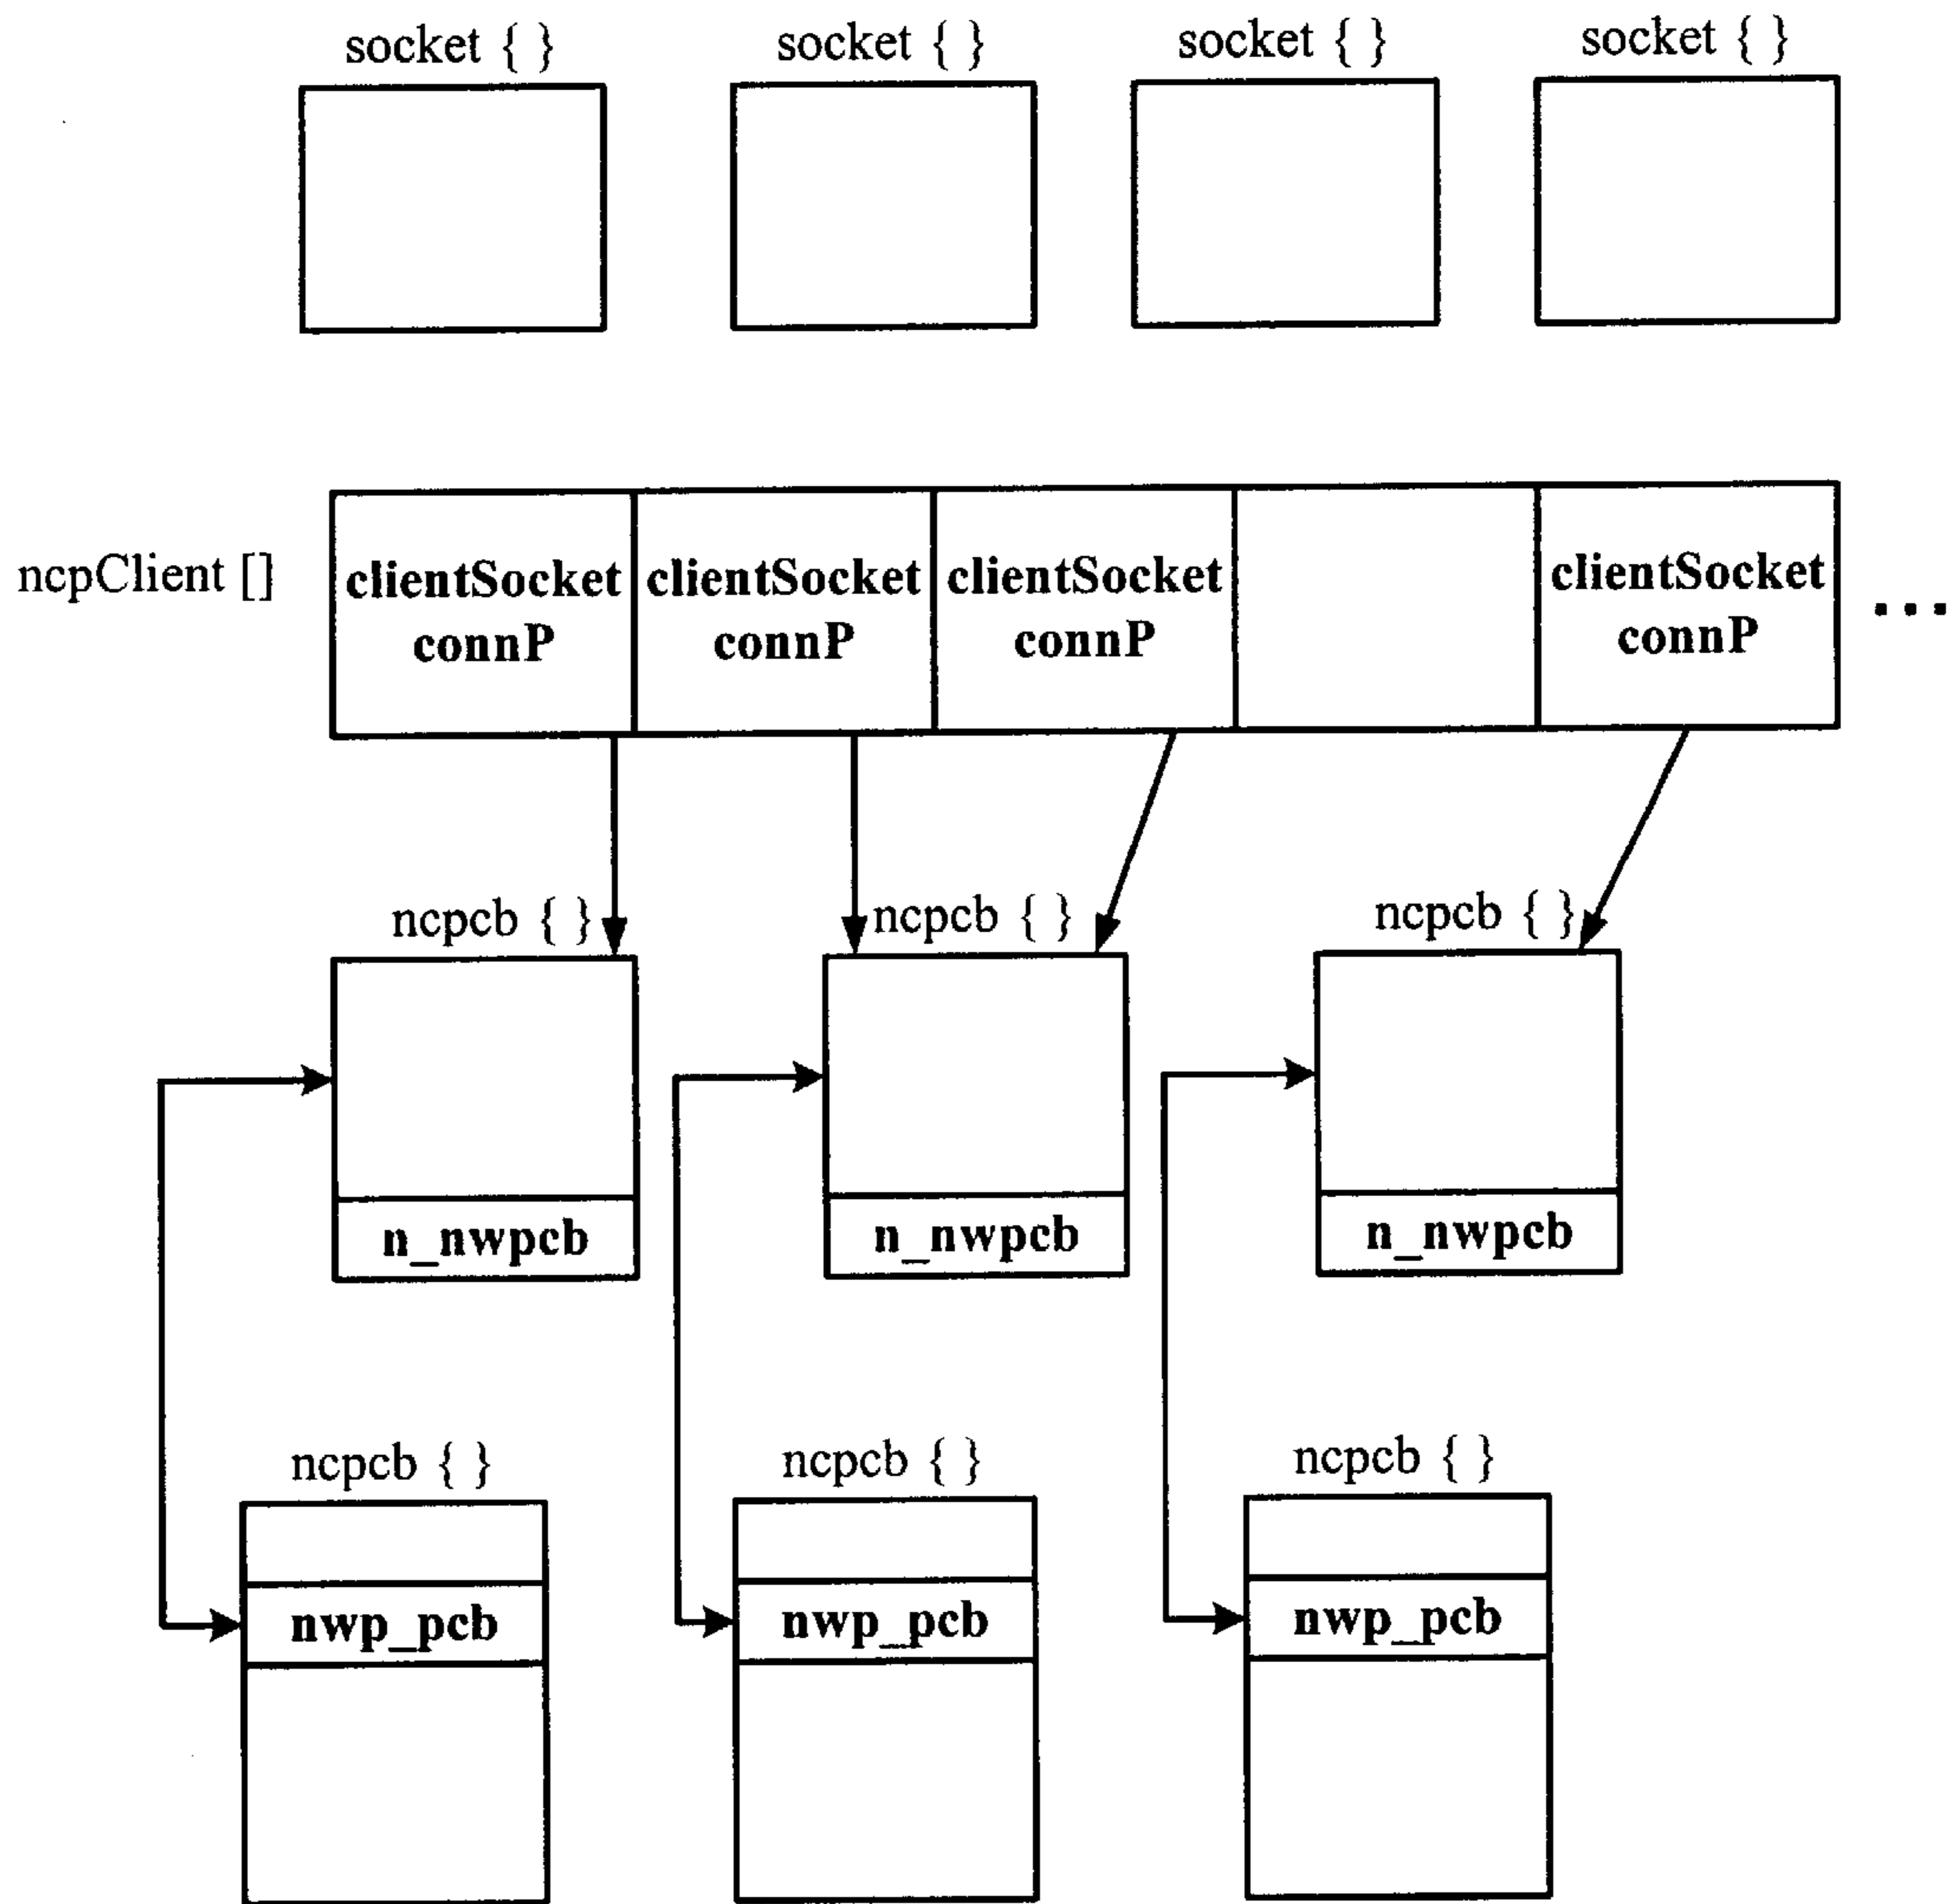 socket { }
socket { }
socket { }
socket { }
ncpClient []
clientSocket
connP
clientSocket
connP
clientSocket
connP
clientSocket
connP
...
ncpcb { }
ncpcb { }
ncpcb { }
n_nwpcb
n_nwpcb
n_nwpcb
ncpcb { }
ncpcb { }
ncpcb { }
nwp_pcb
nwp_pcb
nwp_pcb